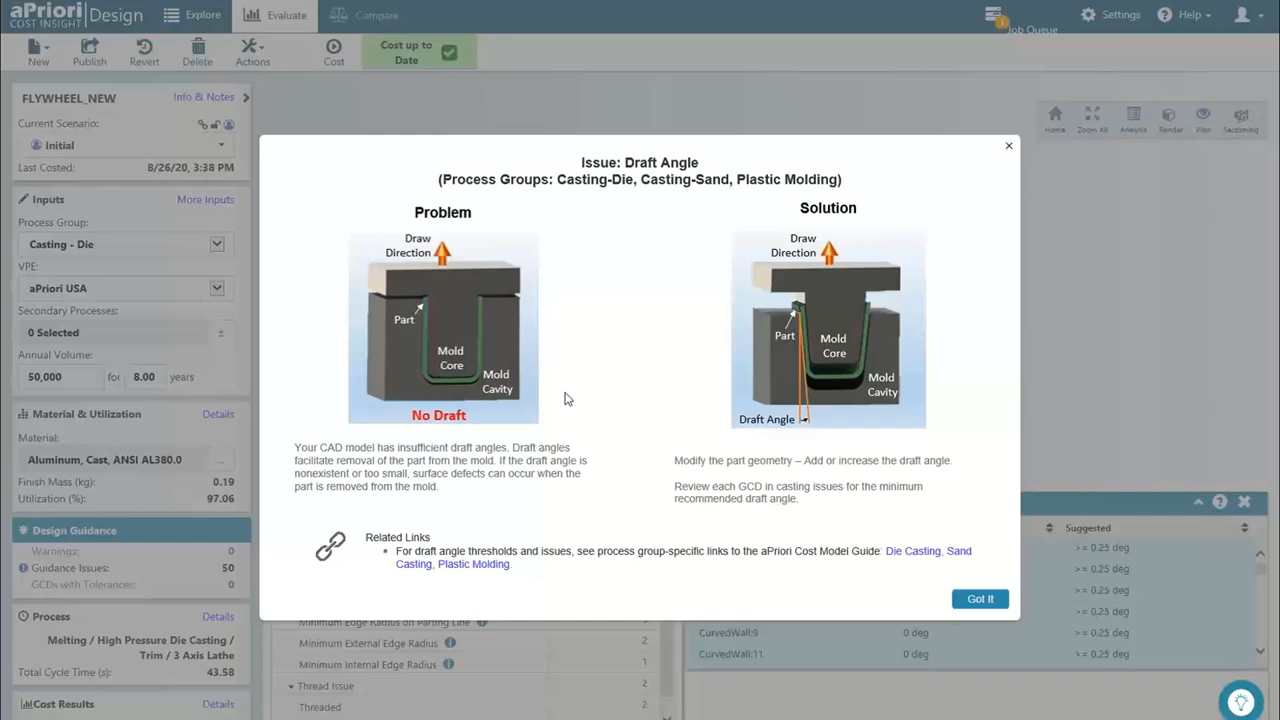 aPriori Design
COST INSIGHT
Explore
Evaluate
Compare
Job Queue
Settings
Help
New
Publish
Revert
Delete
Actions
Cost
Cost up to
Date
FLYWHEEL_NEW
Info & Notes
Current Scenario:
Initial
Last Costed:
8/26/20, 3:38 PM
Inputs
More Inputs
Process Group:
Casting - Die
VPE:
aPriori USA
Secondary Processes:
0 Selected
Annual Volume:
50,000 for 8.00 years
Material & Utilization
Details
Material:
Aluminum, Cast, ANSI AL380.0
...
Finish Mass (kg):
0.19
Utilization (%):
97.06
Design Guidance
Warnings:
0
Guidance Issues:
50
GCDs with Tolerances:
0
Process
Details
Melting / High Pressure Die Casting /
Trim / 3 Axis Lathe
Total Cycle Time (s):
43.58
Cost Results
Details
Home
Zoom All
Analysis
Render
View
Sectioning
Issue: Draft Angle
(Process Groups: Casting-Die, Casting-Sand, Plastic Molding)
Problem
Draw
Direction
Part
Mold
Core
Mold
Cavity
No Draft
Your CAD model has insufficient draft angles. Draft angles
facilitate removal of the part from the mold. If the draft angle is
nonexistent or too small, surface defects can occur when the
part is removed from the mold.
Solution
Draw
Direction
Part
Mold
Core
Mold
Cavity
Draft Angle
Modify the part geometry – Add or increase the draft angle.
Review each GCD in casting issues for the minimum
recommended draft angle.
Related Links
For draft angle thresholds and issues, see process group-specific links to the aPriori Cost Model Guide: Die Casting, Sand
Casting, Plastic Molding.
Got It
Minimum Edge Radius on Parting Line
Minimum External Edge Radius
2
Minimum Internal Edge Radius
1
Thread Issue
2
Threaded
2
Suggested
>= 0.25 deg
>= 0.25 deg
>= 0.25 deg
>= 0.25 deg
CurvedWall:9
0 deg
>= 0.25 deg
CurvedWall:11
0 deg
>= 0.25 deg